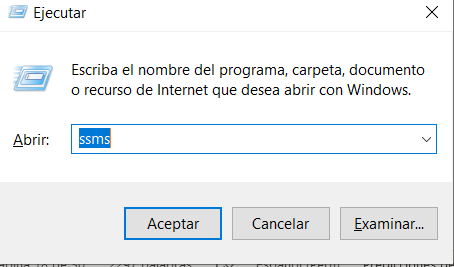 Ejecutar
Escriba el nombre del programa, carpeta, documento
o recurso de Internet que desea abrir con Windows.
Abrir:
ssms
Aceptar
Cancelar
Examinar...